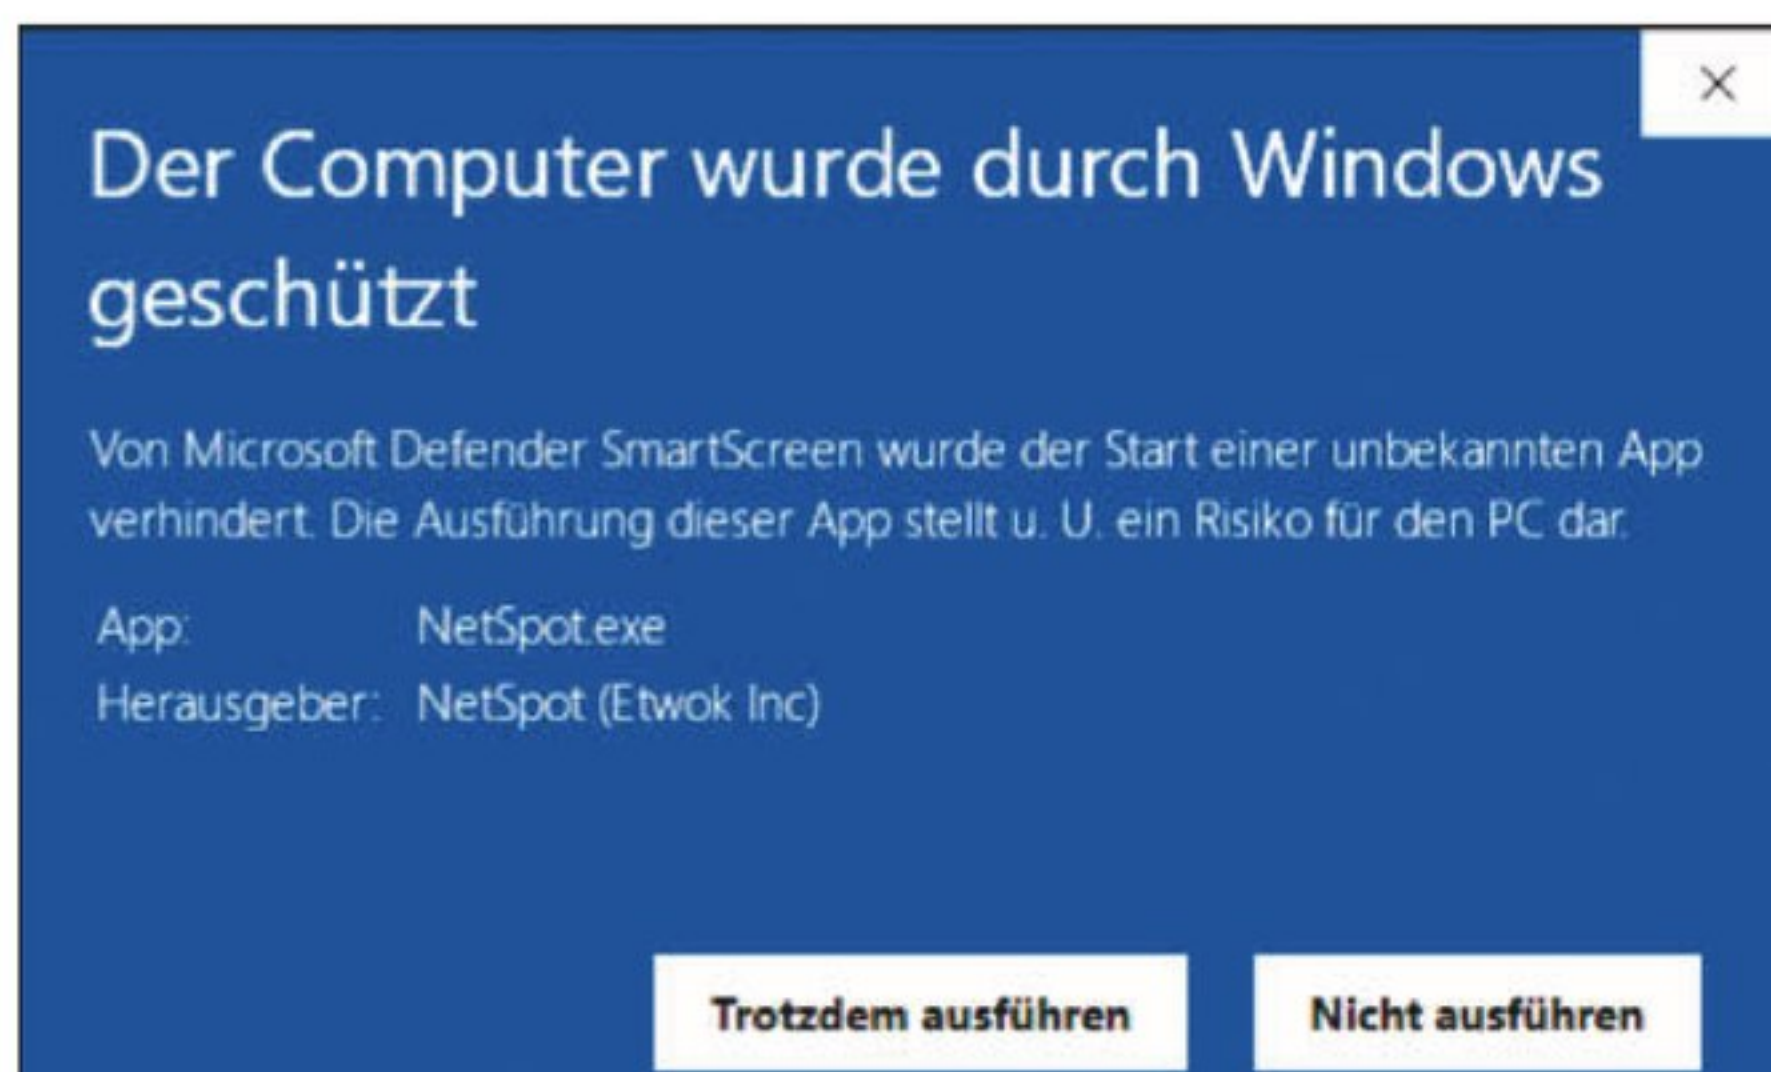 Der Computer wurde durch Windows
geschützt
Von Microsoft Defender SmartScreen wurde der Start einer unbekannten App
verhindert. Die Ausführung dieser App stellt u. U. ein Risiko für den PC dar.
App: NetSpot.exe
Herausgeber: NetSpot (Etwok Inc)
Trotzdem ausführen Nicht ausführen